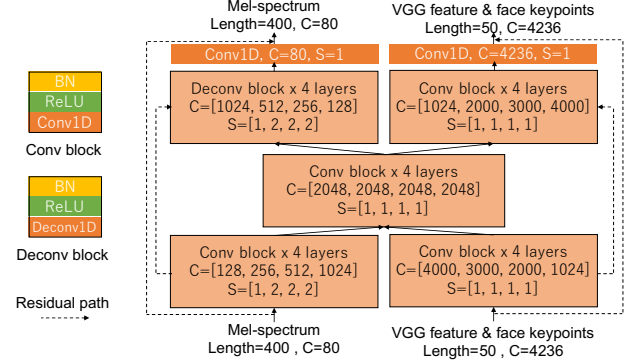 Mel-spectrum
Length=400, C=80
VGG feature & face keypoints
Length=50, C=4236
Conv1D, C=80, S=1
Conv1D, C=4236, S=1
Deconv block x 4 layers
C=[1024, 512, 256, 128]
S=[1, 2, 2, 2]
Conv block x 4 layers
C=[1024, 2000, 3000, 4000]
S=[1, 1, 1, 1]
BN
ReLU
Conv1D
Conv block
Conv block x 4 layers
C=[2048, 2048, 2048, 2048]
S=[1, 1, 1, 1]
BN
ReLU
Deconv1D
Deconv block
Conv block x 4 layers
C=[128, 256, 512, 1024]
S=[1, 2, 2, 2]
Conv block x 4 layers
C=[4000, 3000, 2000, 1024]
S=[1, 1, 1, 1]
Residual path
Mel-spectrum
Length=400 , C=80
VGG feature & face keypoints
Length=50 , C=4236